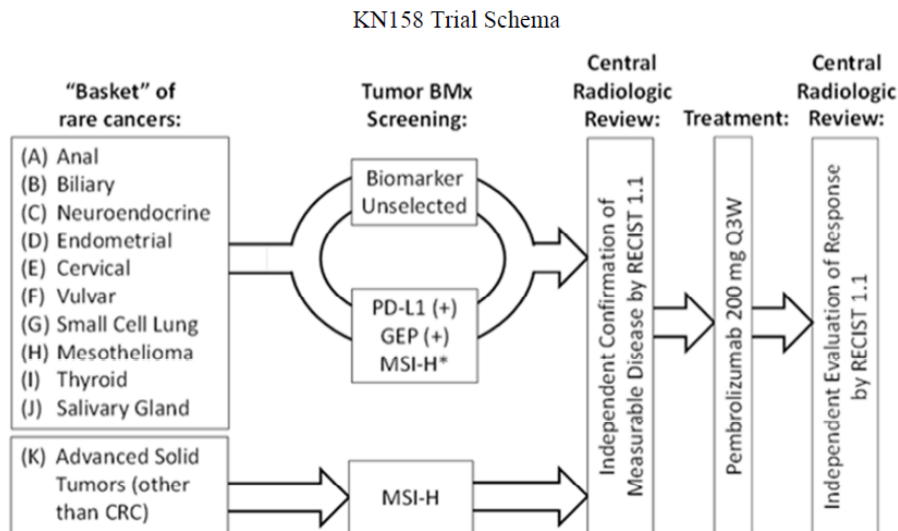 KN158 Trial Schema
"Basket" of
rare cancers:
Tumor BMx
Screening:
Central
Radiologic
Review:
Treatment:
Central
Radiologic
Review:
(A) Anal
(B) Biliary
(C) Neuroendocrine
(D) Endometrial
(E) Cervical
(F) Vulvar
(G) Small Cell Lung
(H) Mesothelioma
(I) Thyroid
(J) Salivary Gland
(K) Advanced Solid
Tumors (other
than CRC)
Biomarker
Unselected
PD-L1 (+)
GEP (+)
MSI-H*
MSI-H
Independent Confirmation of
Measurable Disease by RECIST 1.1
Pembrolizumab 200 mg Q3W
Independent Evaluation of Response
by RECIST 1.1